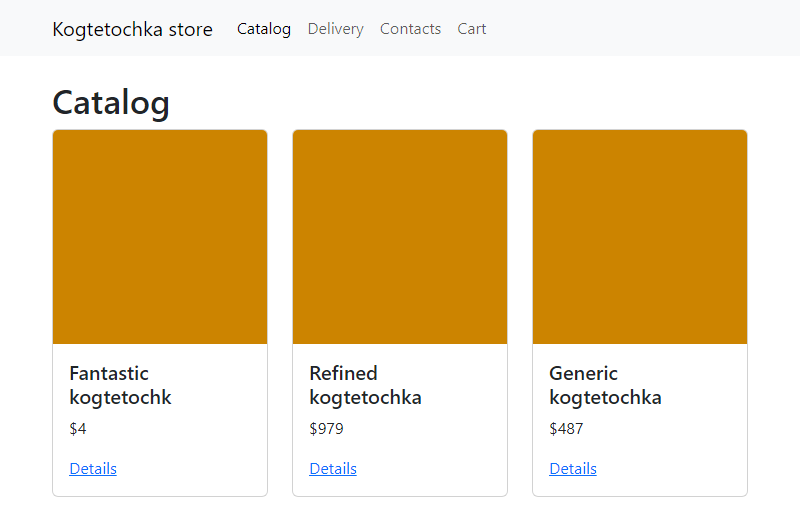 Kogtetochka store Catalog Delivery Contacts Cart
Catalog
Fantastic
kogtetochk
$4
Details
Refined
kogtetochka
$979
Details
Generic
kogtetochka
$487
Details